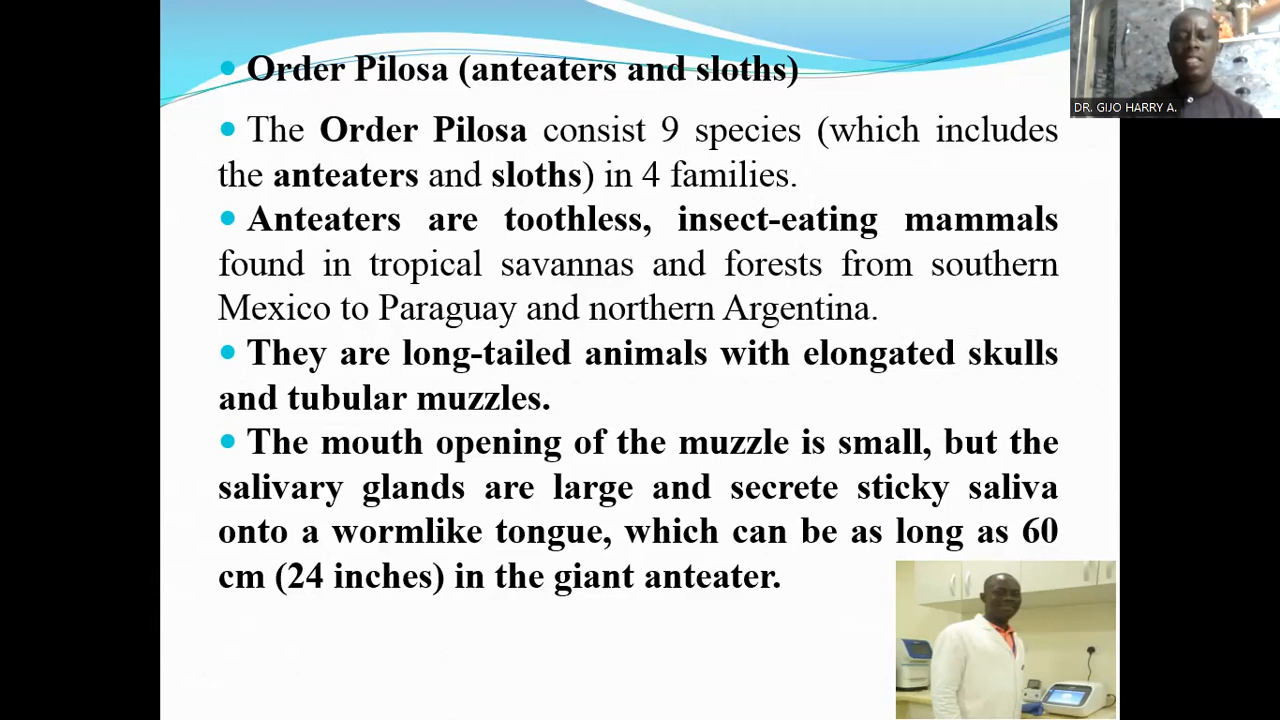 Order Pilosa (anteaters and sloths)
DR. GIJO HARRY A.
The Order Pilosa consist 9 species (which includes
the anteaters and sloths) in 4 families.
Anteaters are toothless, insect-eating mammals
found in tropical savannas and forests from southern
Mexico to Paraguay and northern Argentina.
They are long-tailed animals with elongated skulls
and tubular muzzles.
The mouth opening of the muzzle is small, but the
salivary glands are large and secrete sticky saliva
onto a wormlike tongue, which can be as long as 60
cm (24 inches) in the giant anteater.